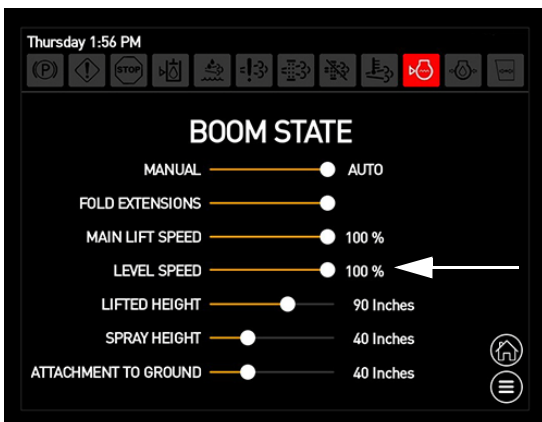 Thursday 1:56 PM
(P) STOP
BOOM STATE
MANUAL AUTO
FOLD EXTENSIONS
MAIN LIFT SPEED 100 %
LEVEL SPEED 100 %
LIFTED HEIGHT 90 Inches
SPRAY HEIGHT 40 Inches
ATTACHMENT TO GROUND 40 Inches